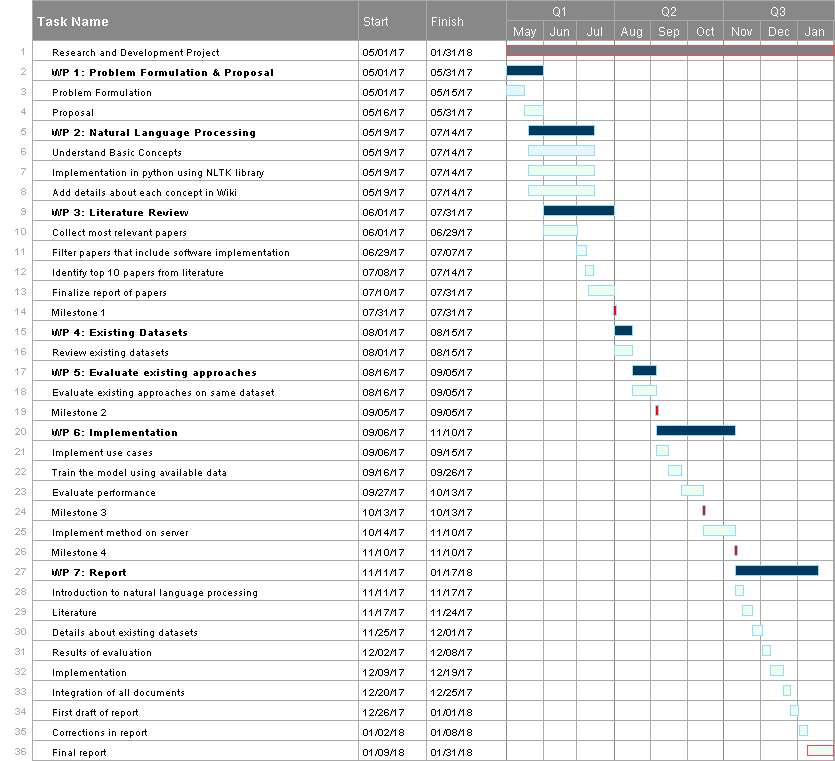 Task Name Start Finish Q1 Q2 Q3
May Jun Jul Aug Sep Oct Nov Dec Jan
1 Research and Development Project 05/01/17 01/31/18
2 WP 1: Problem Formulation & Proposal 05/01/17 05/31/17
3 Problem Formulation 05/01/17 05/15/17
4 Proposal 05/16/17 05/31/17
5 WP 2: Natural Language Processing 05/19/17 07/14/17
6 Understand Basic Concepts 05/19/17 07/14/17
7 Implementation in python using NLTK library 05/19/17 07/14/17
8 Add details about each concept in Wiki 05/19/17 07/14/17
9 WP 3: Literature Review 06/01/17 07/31/17
10 Collect most relevant papers 06/01/17 06/29/17
11 Filter papers that include software implementation 06/29/17 07/07/17
12 Identify top 10 papers from literature 07/08/17 07/14/17
13 Finalize report of papers 07/10/17 07/31/17
14 Milestone 1 07/31/17 07/31/17
15 WP 4: Existing Datasets 08/01/17 08/15/17
16 Review existing datasets 08/01/17 08/15/17
17 WP 5: Evaluate existing approaches 08/16/17 09/05/17
18 Evaluate existing approaches on same dataset 08/16/17 09/05/17
19 Milestone 2 09/05/17 09/05/17
20 WP 6: Implementation 09/06/17 11/10/17
21 Implement use cases 09/06/17 09/15/17
22 Train the model using available data 09/16/17 09/26/17
23 Evaluate performance 09/27/17 10/13/17
24 Milestone 3 10/13/17 10/13/17
25 Implement method on server 10/14/17 11/10/17
26 Milestone 4 11/10/17 11/10/17
27 WP 7: Report 11/11/17 01/17/18
28 Introduction to natural language processing 11/11/17 11/17/17
29 Literature 11/17/17 11/24/17
30 Details about existing datasets 11/25/17 12/01/17
31 Results of evaluation 12/02/17 12/08/17
32 Implementation 12/09/17 12/19/17
33 Integration of all documents 12/20/17 12/25/17
34 First draft of report 12/26/17 01/01/18
35 Corrections in report 01/02/18 01/08/18
36 Final report 01/09/18 01/31/18